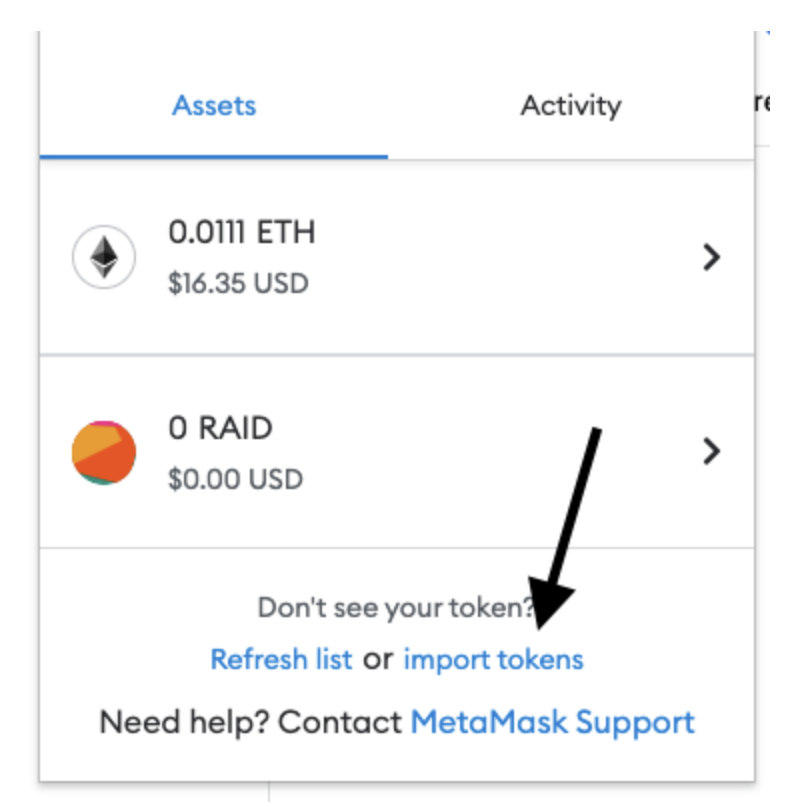 Assets
Activity
0.0111 ETH
$16.35 USD
0 RAID
$0.00 USD
Don't see your token?
Refresh list or import tokens
Need help? Contact MetaMask Support